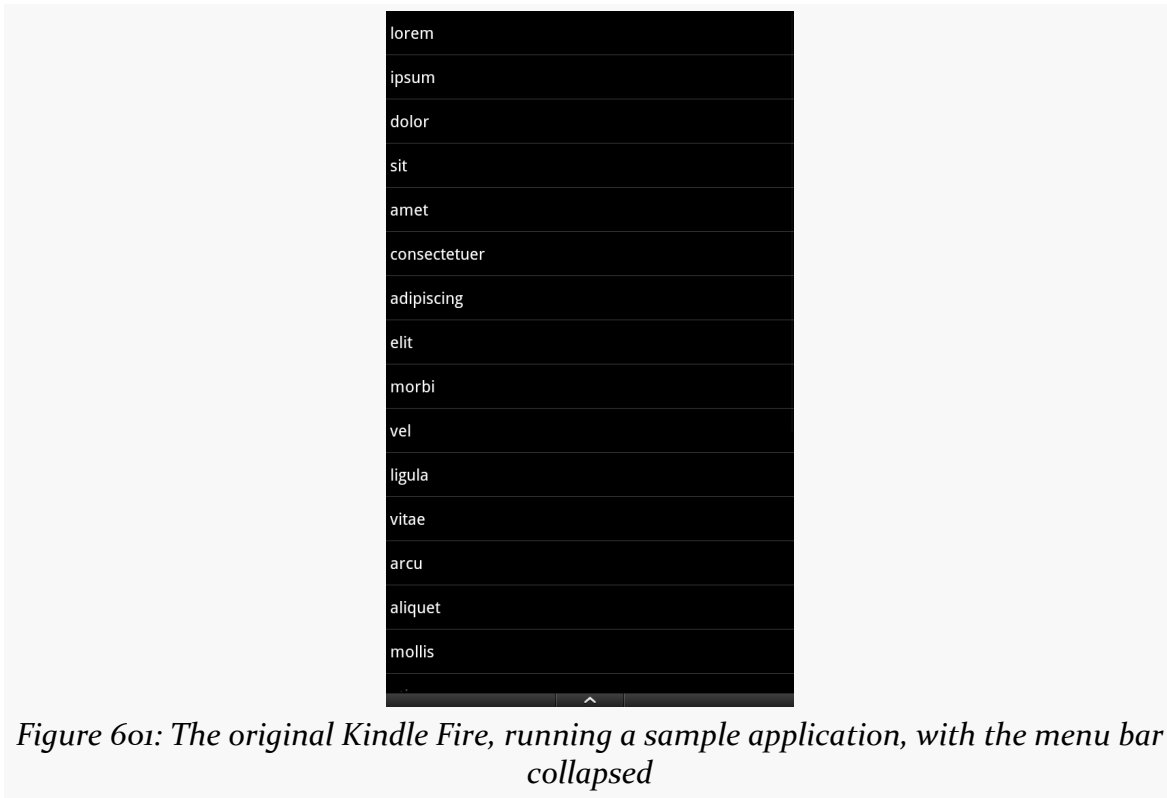 lorem
ipsum
dolor
sit
amet
consectetuer
adipiscing
elit
morbi
vel
ligula
vitae
arcu
aliquet
mollis
Figure 601: The original Kindle Fire, running a sample application, with the menu bar
collapsed